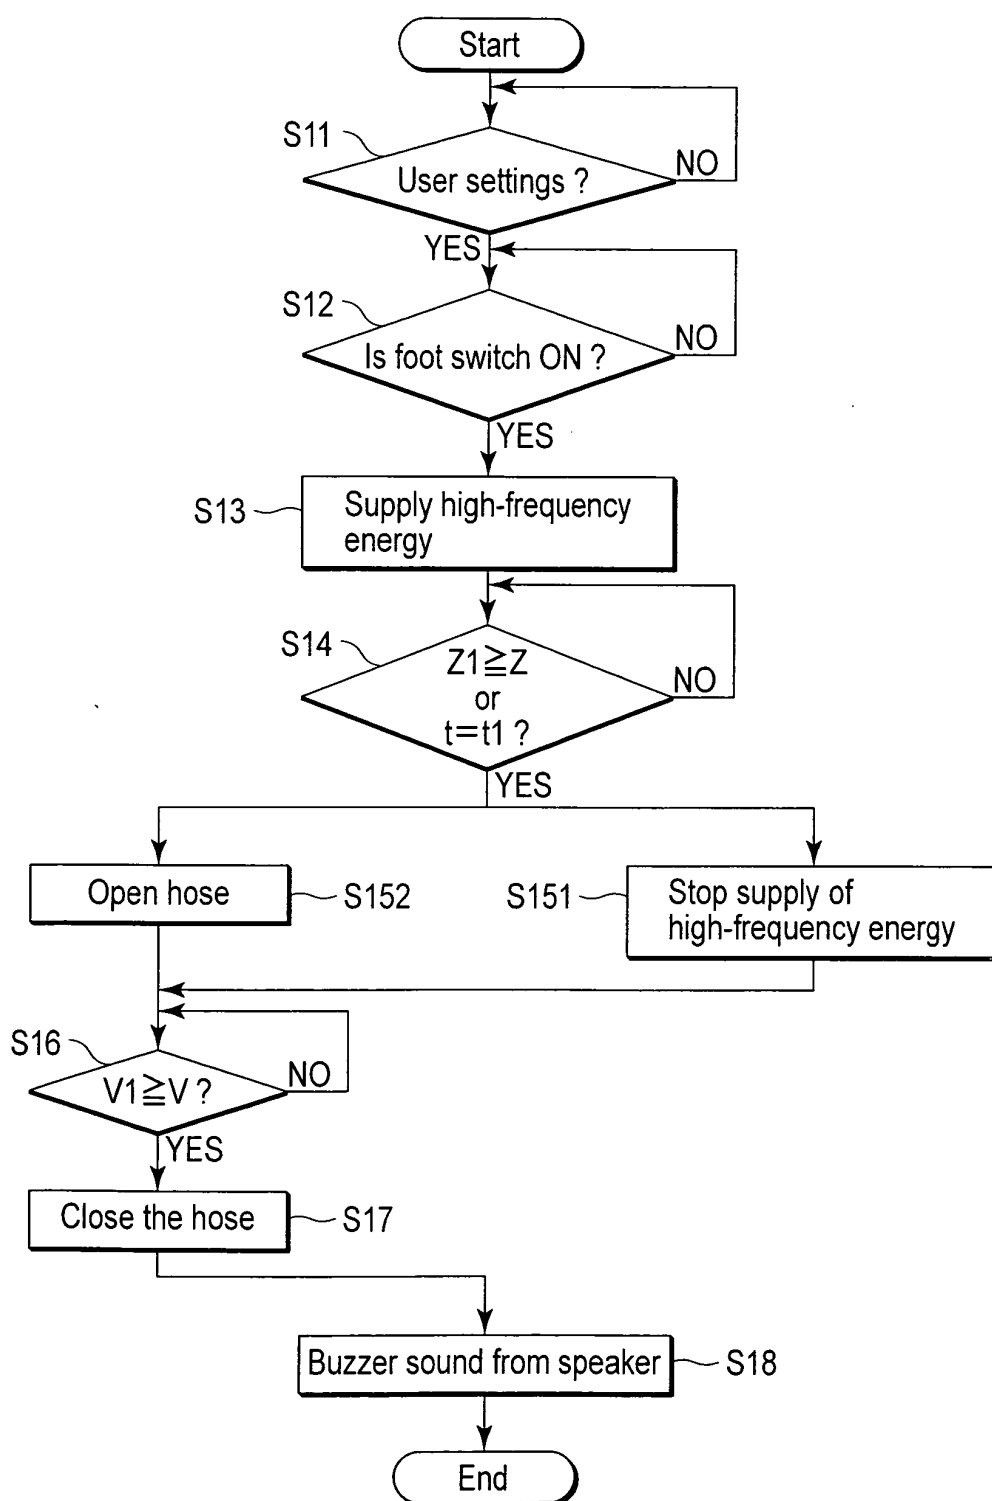 Start
S11
User settings ?
NO
YES
S12
Is foot switch ON ?
NO
YES
S13
Supply high-frequency
energy
S14
Z1≧Z
or
t=t1 ?
NO
YES
Open hose
S152
S151
Stop supply of
high-frequency energy
S16
V1≧V ?
NO
YES
Close the hose
S17
Buzzer sound from speaker
S18
End